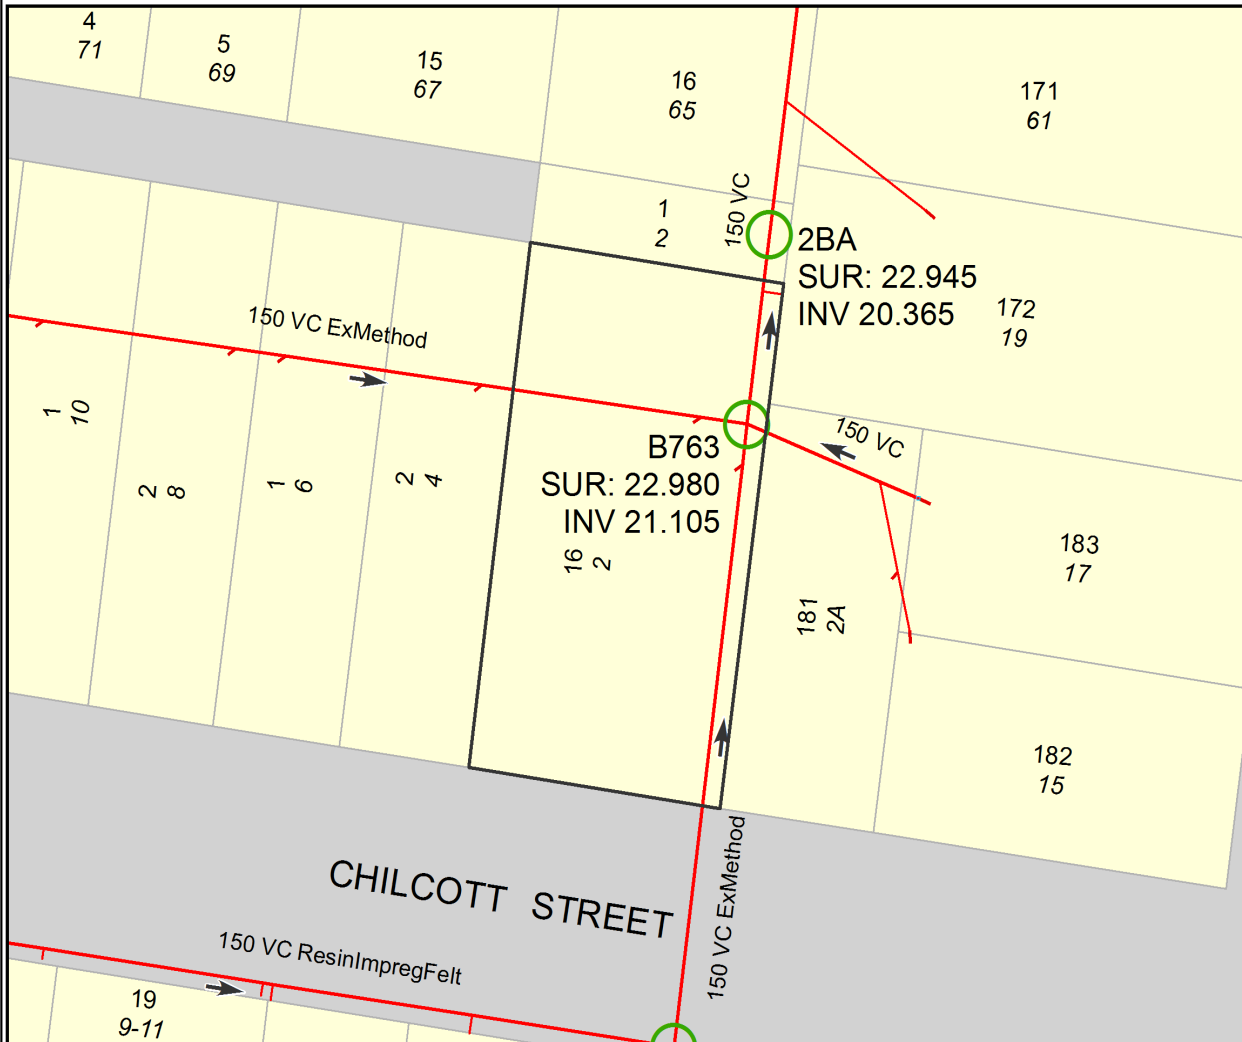 4
71
5
69
15
67
16
65
171
61
1
2
150 VC
2BA
SUR: 22.945
INV 20.365
172
19
150 VC ExMethod
1
10
2
8
1
6
2
4
B763
SUR: 22.980
INV 21.105
16
2
150 VC
181
2A
183
17
182
15
CHILCOTT STREET
150 VC ExMethod
150 VC ResinImpregFelt
19
9-11